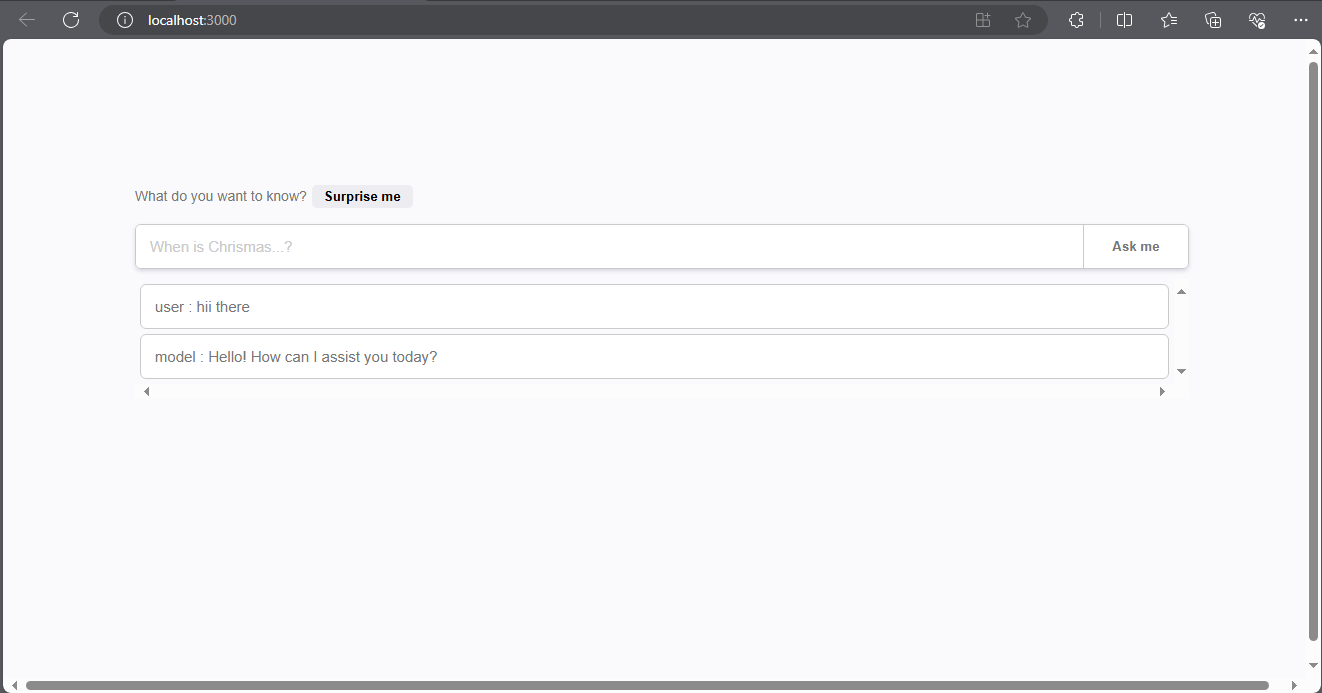 localhost:3000
What do you want to know? Surprise me
When is Chrismas...? Ask me
user : hii there
model : Hello! How can I assist you today?